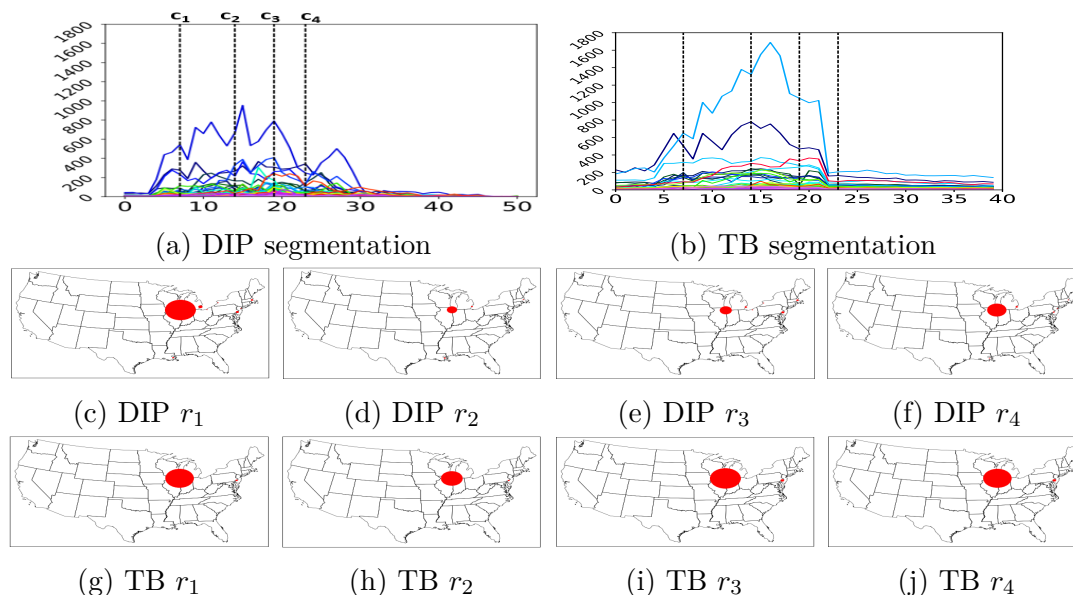 c₁ c₂ c₃ c₄
1800
1600
1400
1200
1000
800
600
400
200
0
0 10 20 30 40 50
1800
1600
1400
1200
1000
800
600
400
200
0
0 5 10 15 20 25 30 35 40
(a) DIP segmentation
(b) TB segmentation
(c) DIP r₁
(d) DIP r₂
(e) DIP r₃
(f) DIP r₄
(g) TB r₁
(h) TB r₂
(i) TB r₃
(j) TB r₄